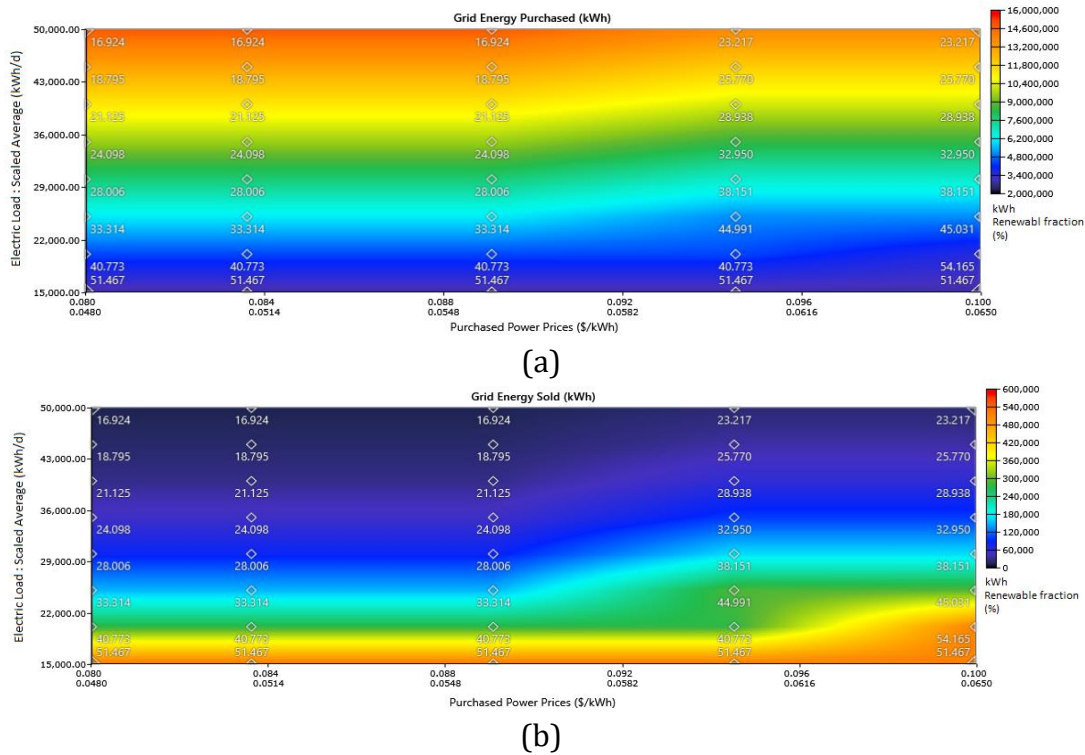 Grid Energy Purchased (kWh)
Electric Load : Scaled Average (kWh/d)
50,000.00
16.924 16.924 16.924 23.217 23.217
18.795 18.795 18.795 25.770 25.770
43,000.00
21.125 21.125 21.125 28.938 28.938
36,000.00
24.098 24.098 24.098 32.950 32.950
29,000.00
28.006 28.006 28.006 38.151 38.151
33.314 33.314 33.314 44.991 45.031
22,000.00
40.773 40.773 40.773 40.773 54.165
51.467 51.467 51.467 51.467 51.467
15,000.00
0.080 0.084 0.088 0.092 0.096 0.100
0.0480 0.0514 0.0548 0.0582 0.0616 0.0650
Purchased Power Prices ($/kWh)
16,000,000
14,600,000
13,200,000
11,800,000
10,400,000
9,000,000
7,600,000
6,200,000
4,800,000
3,400,000
2,000,000
kWh
Renewabl fraction
(%)
(a)
Grid Energy Sold (kWh)
Electric Load : Scaled Average (kWh/d)
50,000.00
16.924 16.924 16.924 23.217 23.217
18.795 18.795 18.795 25.770 25.770
43,000.00
21.125 21.125 21.125 28.938 28.938
36,000.00
24.098 24.098 24.098 32.950 32.950
29,000.00
28.006 28.006 28.006 38.151 38.151
33.314 33.314 33.314 44.991 45.031
22,000.00
40.773 40.773 40.773 40.773 54.165
51.467 51.467 51.467 51.467 51.467
15,000.00
0.080 0.084 0.088 0.092 0.096 0.100
0.0480 0.0514 0.0548 0.0582 0.0616 0.0650
Purchased Power Prices ($/kWh)
600,000
540,000
480,000
420,000
360,000
300,000
240,000
180,000
120,000
60,000
0
kWh
Renewable fraction
(%)
(b)